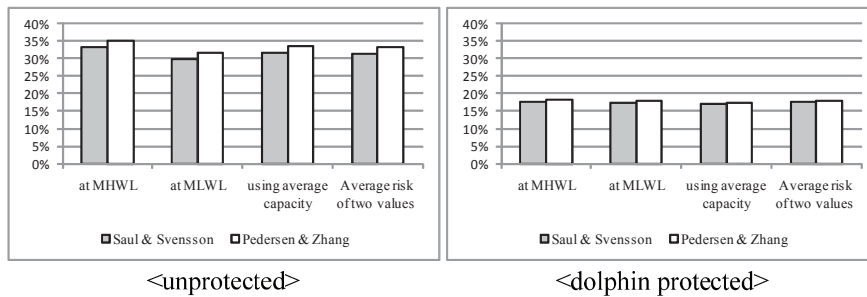 40%
35%
30%
25%
20%
15%
10%
5%
0%
at MHWL
at MLWL
using average
capacity
Average risk
of two values
Saul & Svensson
Pedersen & Zhang
<unprotected>
40%
35%
30%
25%
20%
15%
10%
5%
0%
at MHWL
at MLWL
using average
capacity
Average risk
of two values
Saul & Svensson
Pedersen & Zhang
<dolphin protected>